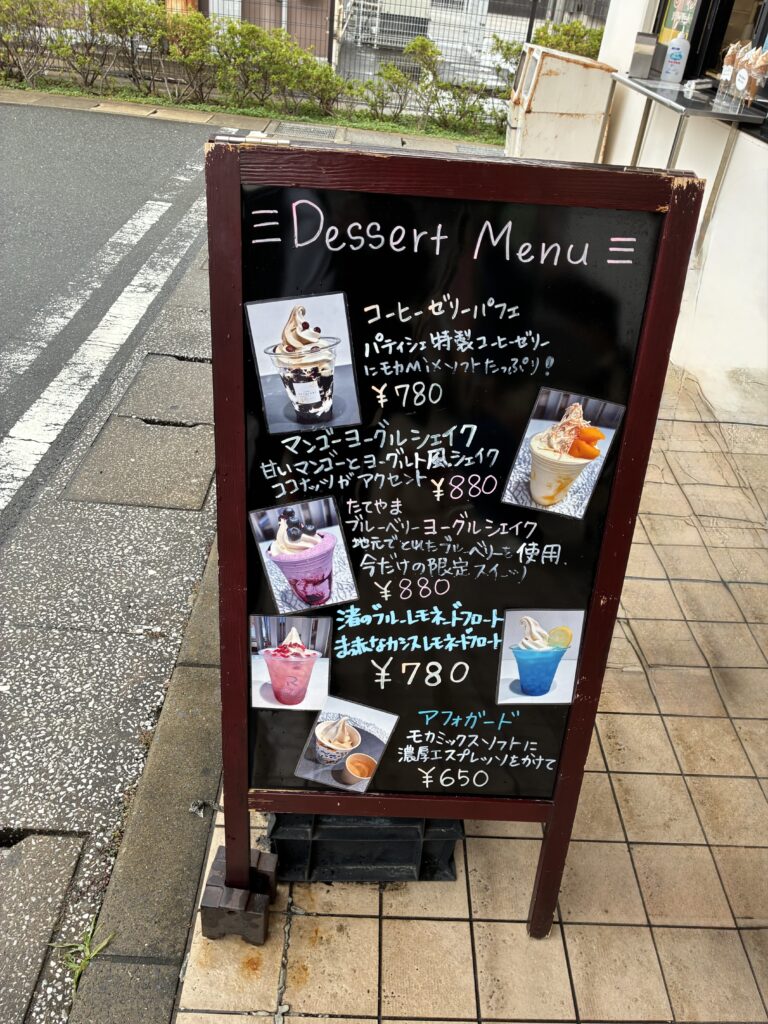 Dessert Menu
コーヒーゼリーパフェ
パティシェ特製コーヒーゼリー
にモカMixソフトたっぷり!
¥780
マンゴーヨーグルシェイク
甘いマンゴーとヨーグルト風シェイク
ココナッツがアクセント ¥880
たてやま
ブルーベリーヨーグルシェイク
地元でとれたブルーベリーを使用.
今だけの限定スイーツ
¥880
渚のブルーレモネードフロート
まっ赤なカシスレモネードフロート
¥780
アフォガード
モカミックスソフトに
濃厚エスプレッソをかけて
¥650